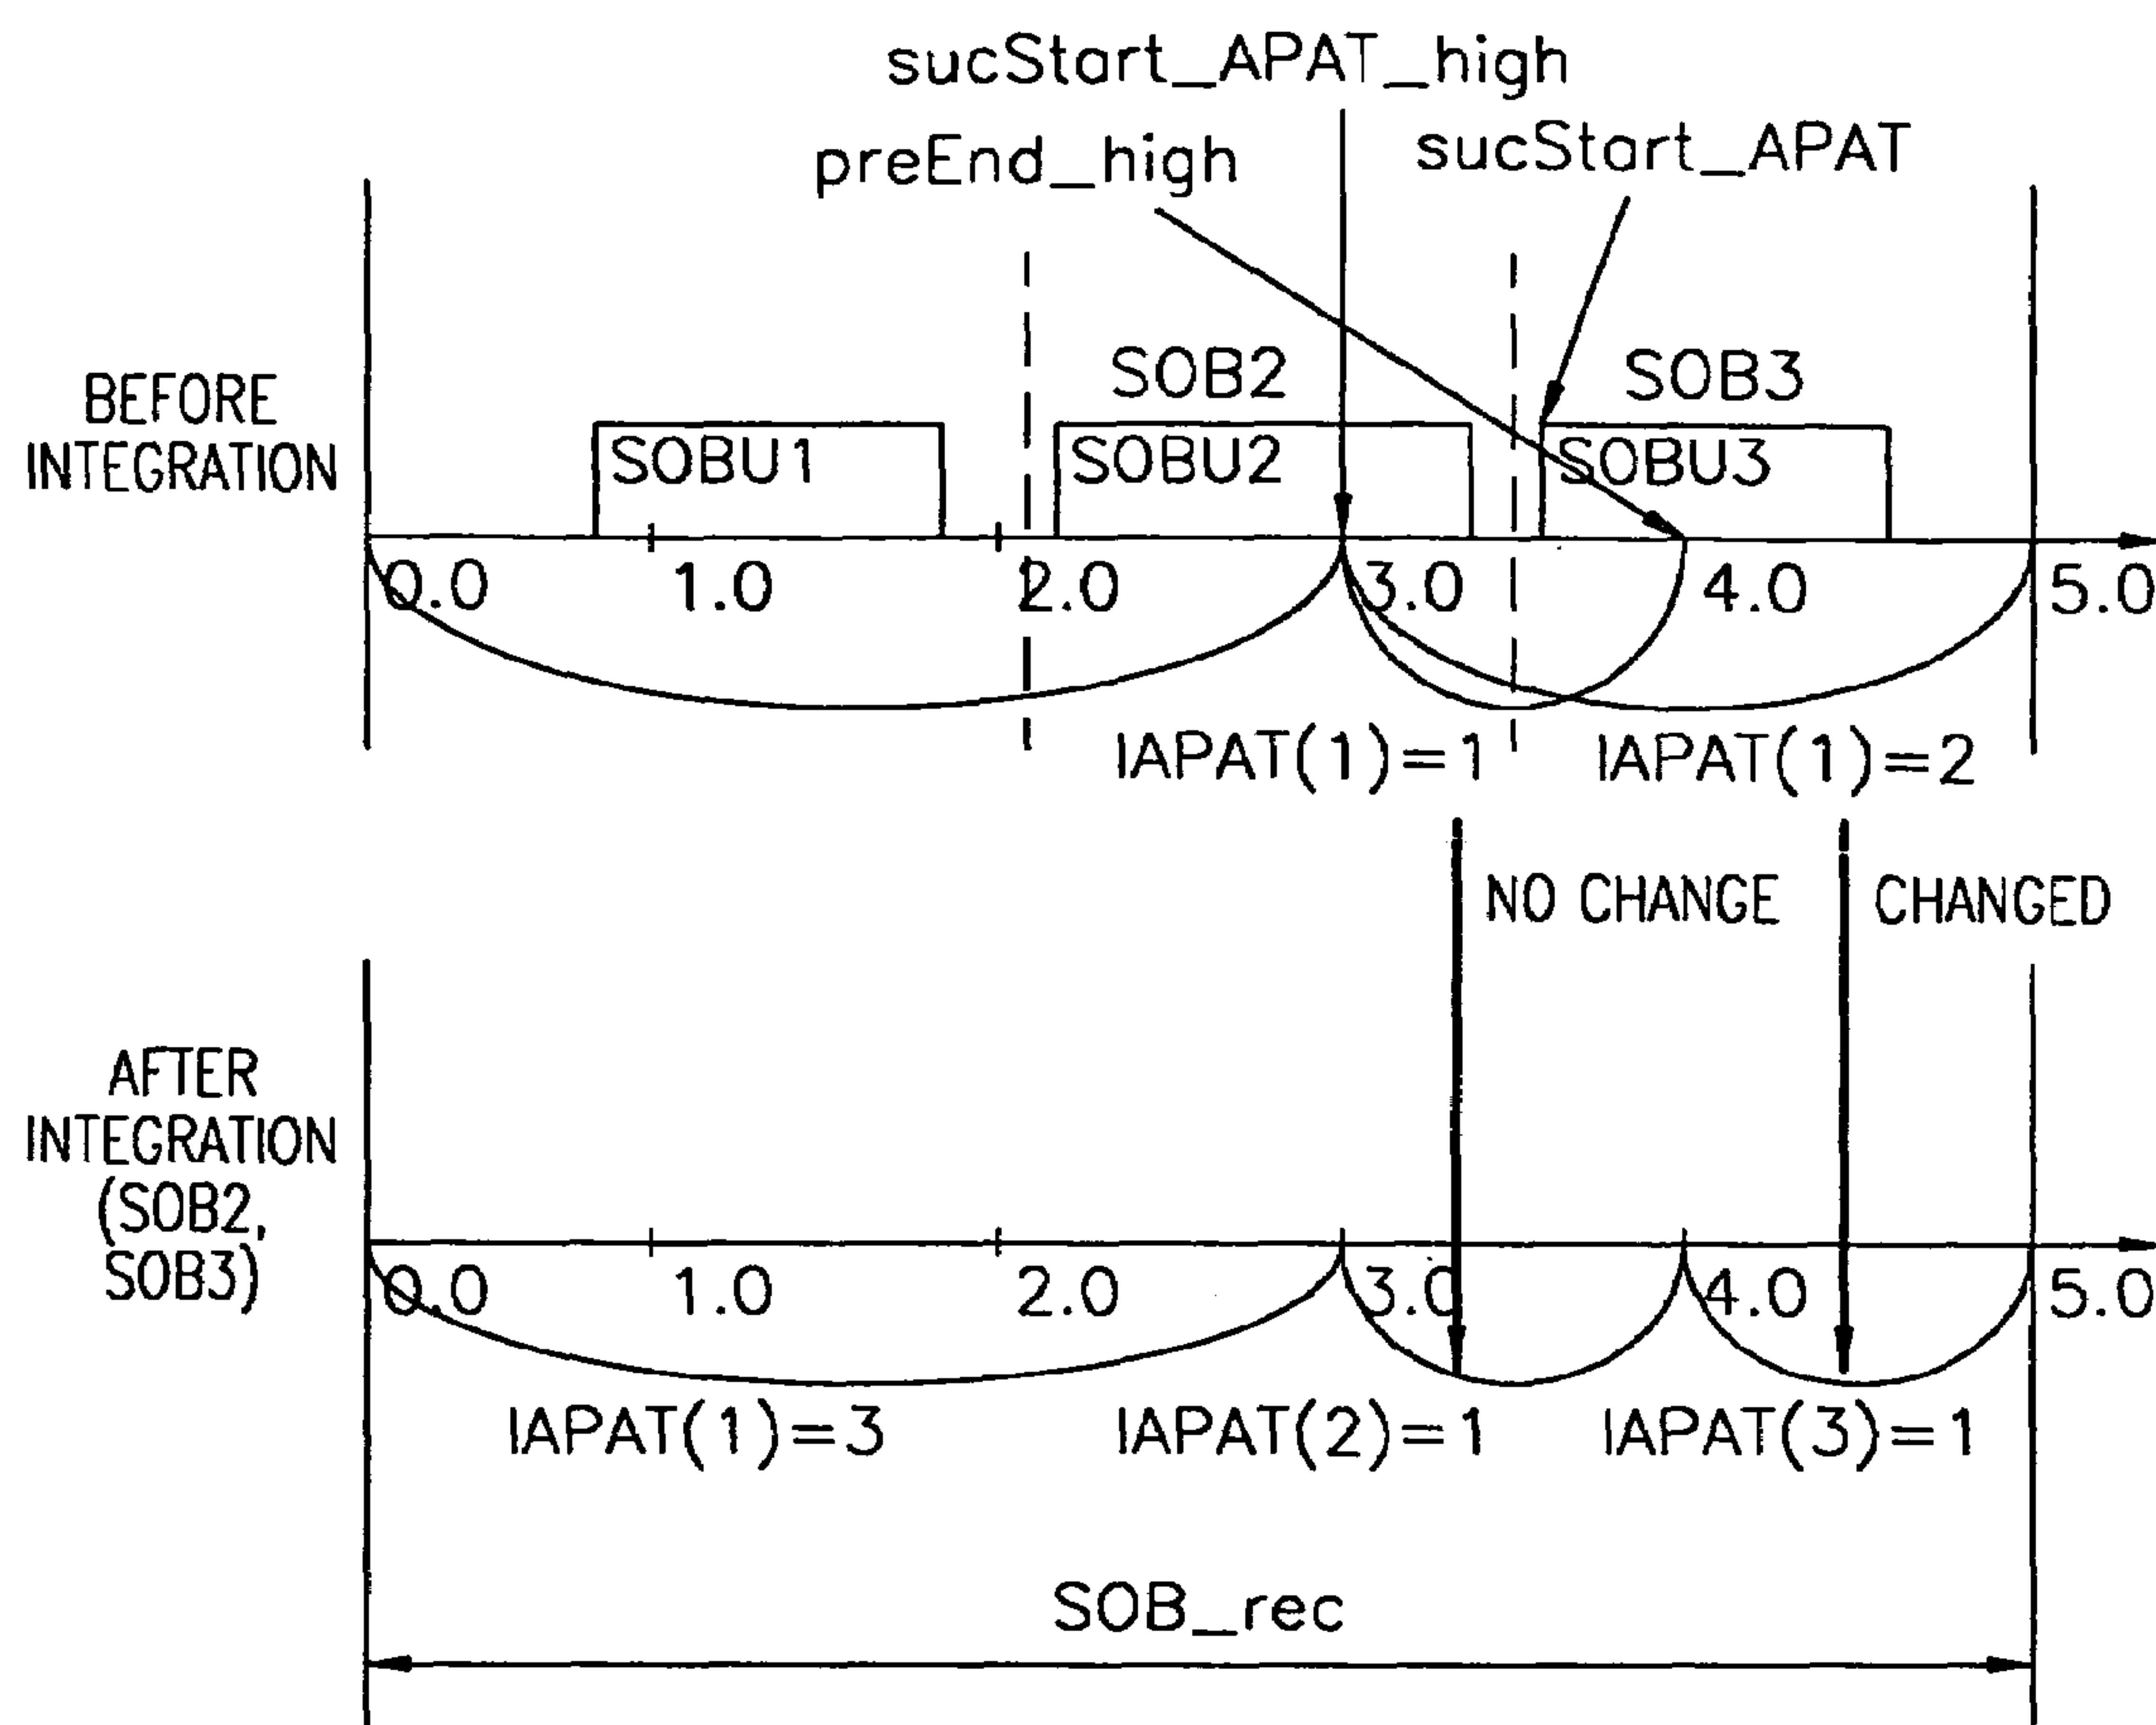 sucStart_APAT_high
preEnd_high
sucStart_APAT
BEFORE
INTEGRATION
SOB2
SOB3
SOBU1
SOBU2
SOBU3
0.0
1.0
2.0
3.0
4.0
5.0
IAPAT(1)=1
IAPAT(1)=2
NO CHANGE
CHANGED
AFTER
INTEGRATION
(SOB2,
SOB3)
0.0
1.0
2.0
3.0
4.0
5.0
IAPAT(1)=3
IAPAT(2)=1
IAPAT(3)=1
SOB_rec